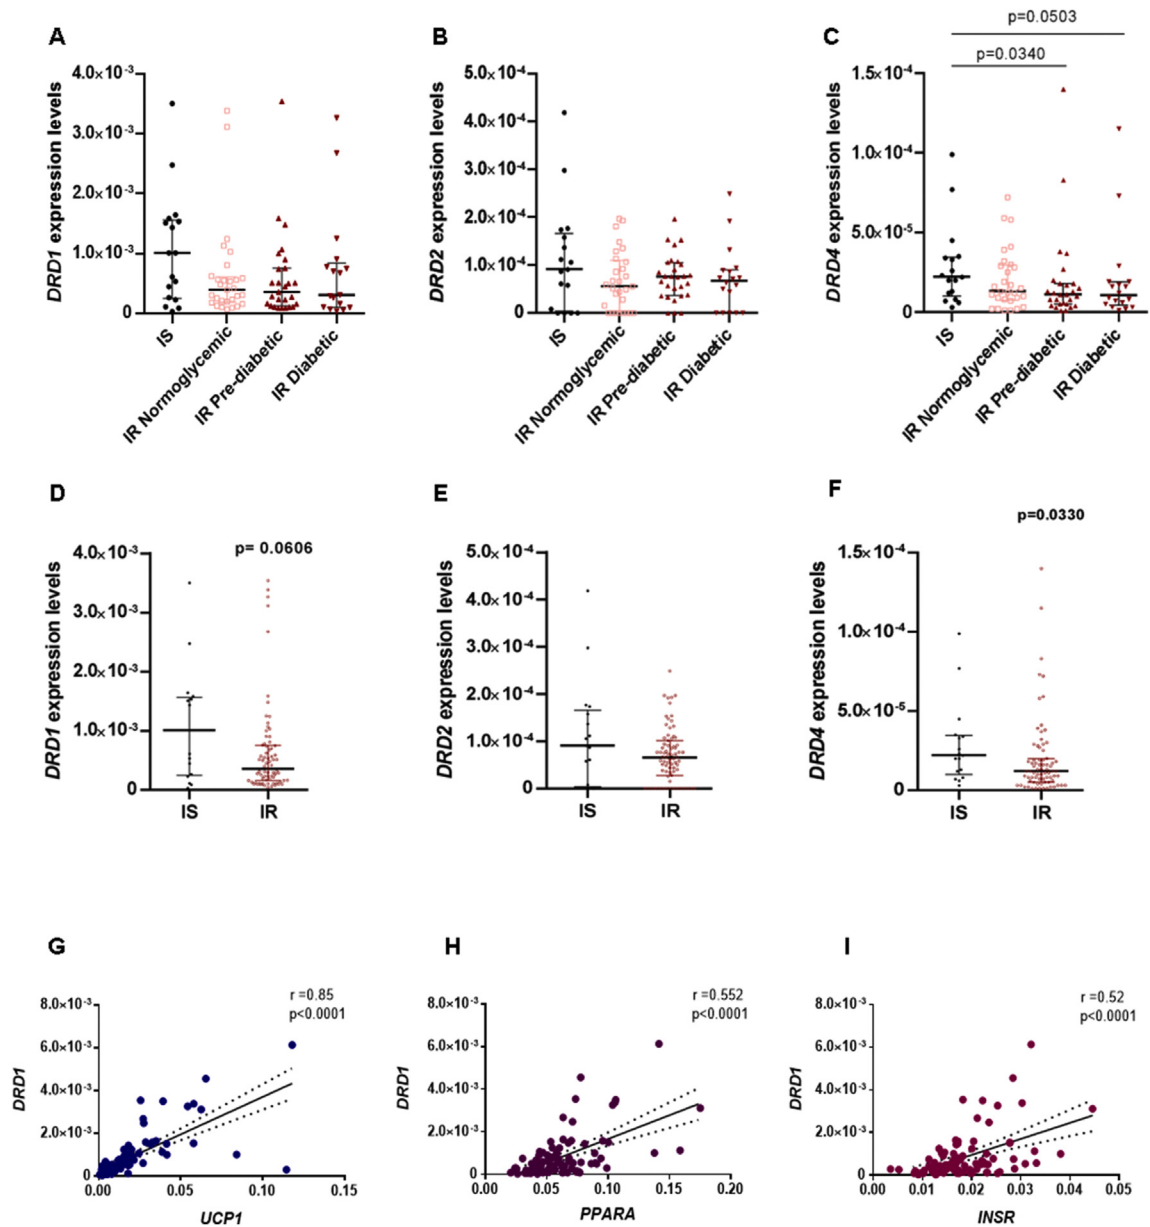 A
DRD1 expression levels
4.0×10⁻³
3.0×10⁻³
2.0×10⁻³
1.0×10⁻³
0
IS
IR Normoglycemic
IR Pre-diabetic
IR Diabetic
B
DRD2 expression levels
5.0×10⁻⁴
4.0×10⁻⁴
3.0×10⁻⁴
2.0×10⁻⁴
1.0×10⁻⁴
0
IS
IR Normoglycemic
IR Pre-diabetic
IR Diabetic
C
p=0.0503
p=0.0340
DRD4 expression levels
1.5×10⁻⁴
1.0×10⁻⁴
5.0×10⁻⁵
0
IS
IR Normoglycemic
IR Pre-diabetic
IR Diabetic
D
p= 0.0606
DRD1 expression levels
4.0×10⁻³
3.0×10⁻³
2.0×10⁻³
1.0×10⁻³
0
IS IR
E
DRD2 expression levels
5.0×10⁻⁴
4.0×10⁻⁴
3.0×10⁻⁴
2.0×10⁻⁴
1.0×10⁻⁴
0
IS IR
F
p=0.0330
DRD4 expression levels
1.5×10⁻⁴
1.0×10⁻⁴
5.0×10⁻⁵
0
IS IR
G
r =0.85
p<0.0001
DRD1
8.0×10⁻³
6.0×10⁻³
4.0×10⁻³
2.0×10⁻³
0
0.00 0.05 0.10 0.15
UCP1
H
r =0.552
p<0.0001
DRD1
8.0×10⁻³
6.0×10⁻³
4.0×10⁻³
2.0×10⁻³
0
0.00 0.05 0.10 0.15 0.20
PPARA
I
r =0.52
p<0.0001
DRD1
8.0×10⁻³
6.0×10⁻³
4.0×10⁻³
2.0×10⁻³
0
0.00 0.01 0.02 0.03 0.04 0.05
INSR